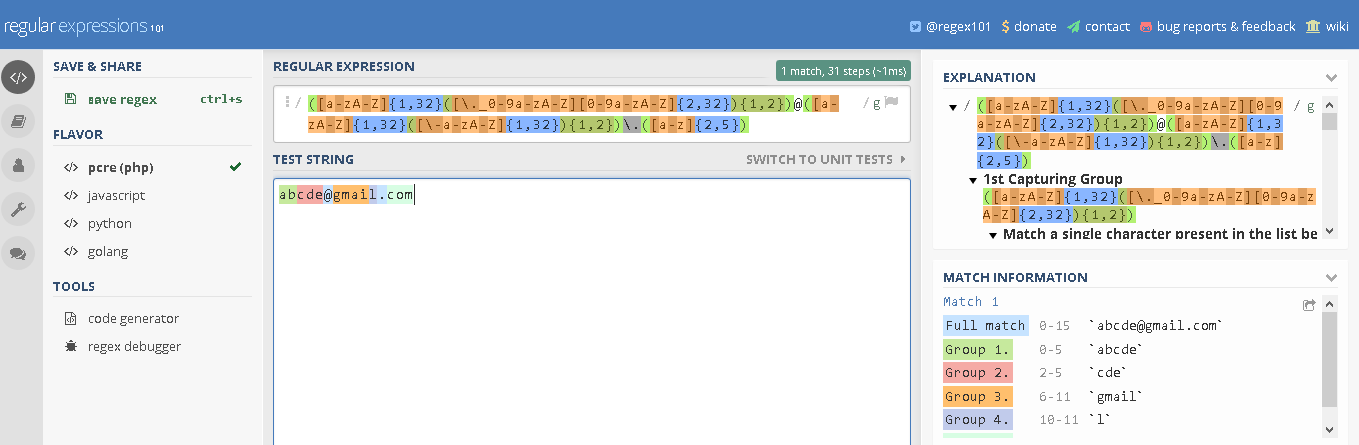 regular expressions 101
@regex101 $ donate contact bug reports & feedback wiki
SAVE & SHARE
save regex ctrl+s
FLAVOR
</> pcre (php)
</> javascript
</> python
</> golang
TOOLS
code generator
regex debugger
REGULAR EXPRESSION
1 match, 31 steps (~1ms)
/ ([a-zA-Z]{1,32}([\._0-9a-zA-Z][0-9a-zA-Z]{2,32}){1,2})@([a- / g
zA-Z]{1,32}([\-a-zA-Z]{1,32}){1,2})\.([a-z]{2,5})
TEST STRING SWITCH TO UNIT TESTS
abcde@gmail.com
EXPLANATION
/ ([a-zA-Z]{1,32}([\._0-9a-zA-Z][0-9 / g
a-zA-Z]{2,32}){1,2})@([a-zA-Z]{1,3
2}([\-a-zA-Z]{1,32}){1,2})\.([a-z]
{2,5})
1st Capturing Group
([a-zA-Z]{1,32}([\._0-9a-zA-Z][0-9a-z
A-Z]{2,32}){1,2})
Match a single character present in the list be
MATCH INFORMATION
Match 1
Full match 0-15 `abcde@gmail.com`
Group 1. 0-5 `abcde`
Group 2. 2-5 `cde`
Group 3. 6-11 `gmail`
Group 4. 10-11 `l`